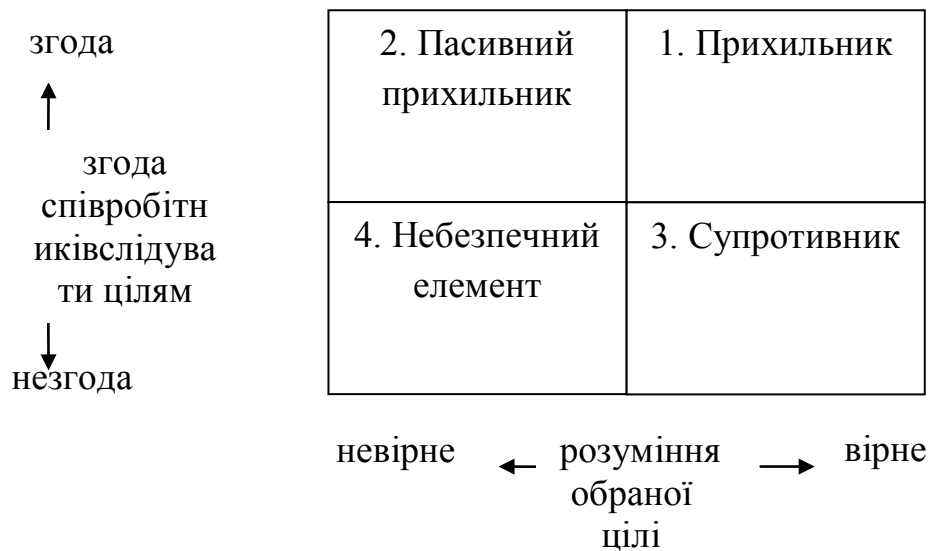 згода
2. Пасивний
прихильник
1. Прихильник
згода
співробітн
иківслідува
ти цілям
4. Небезпечний
елемент
3. Супротивник
незгода
невірне
розуміння
обраної
цілі
вірне